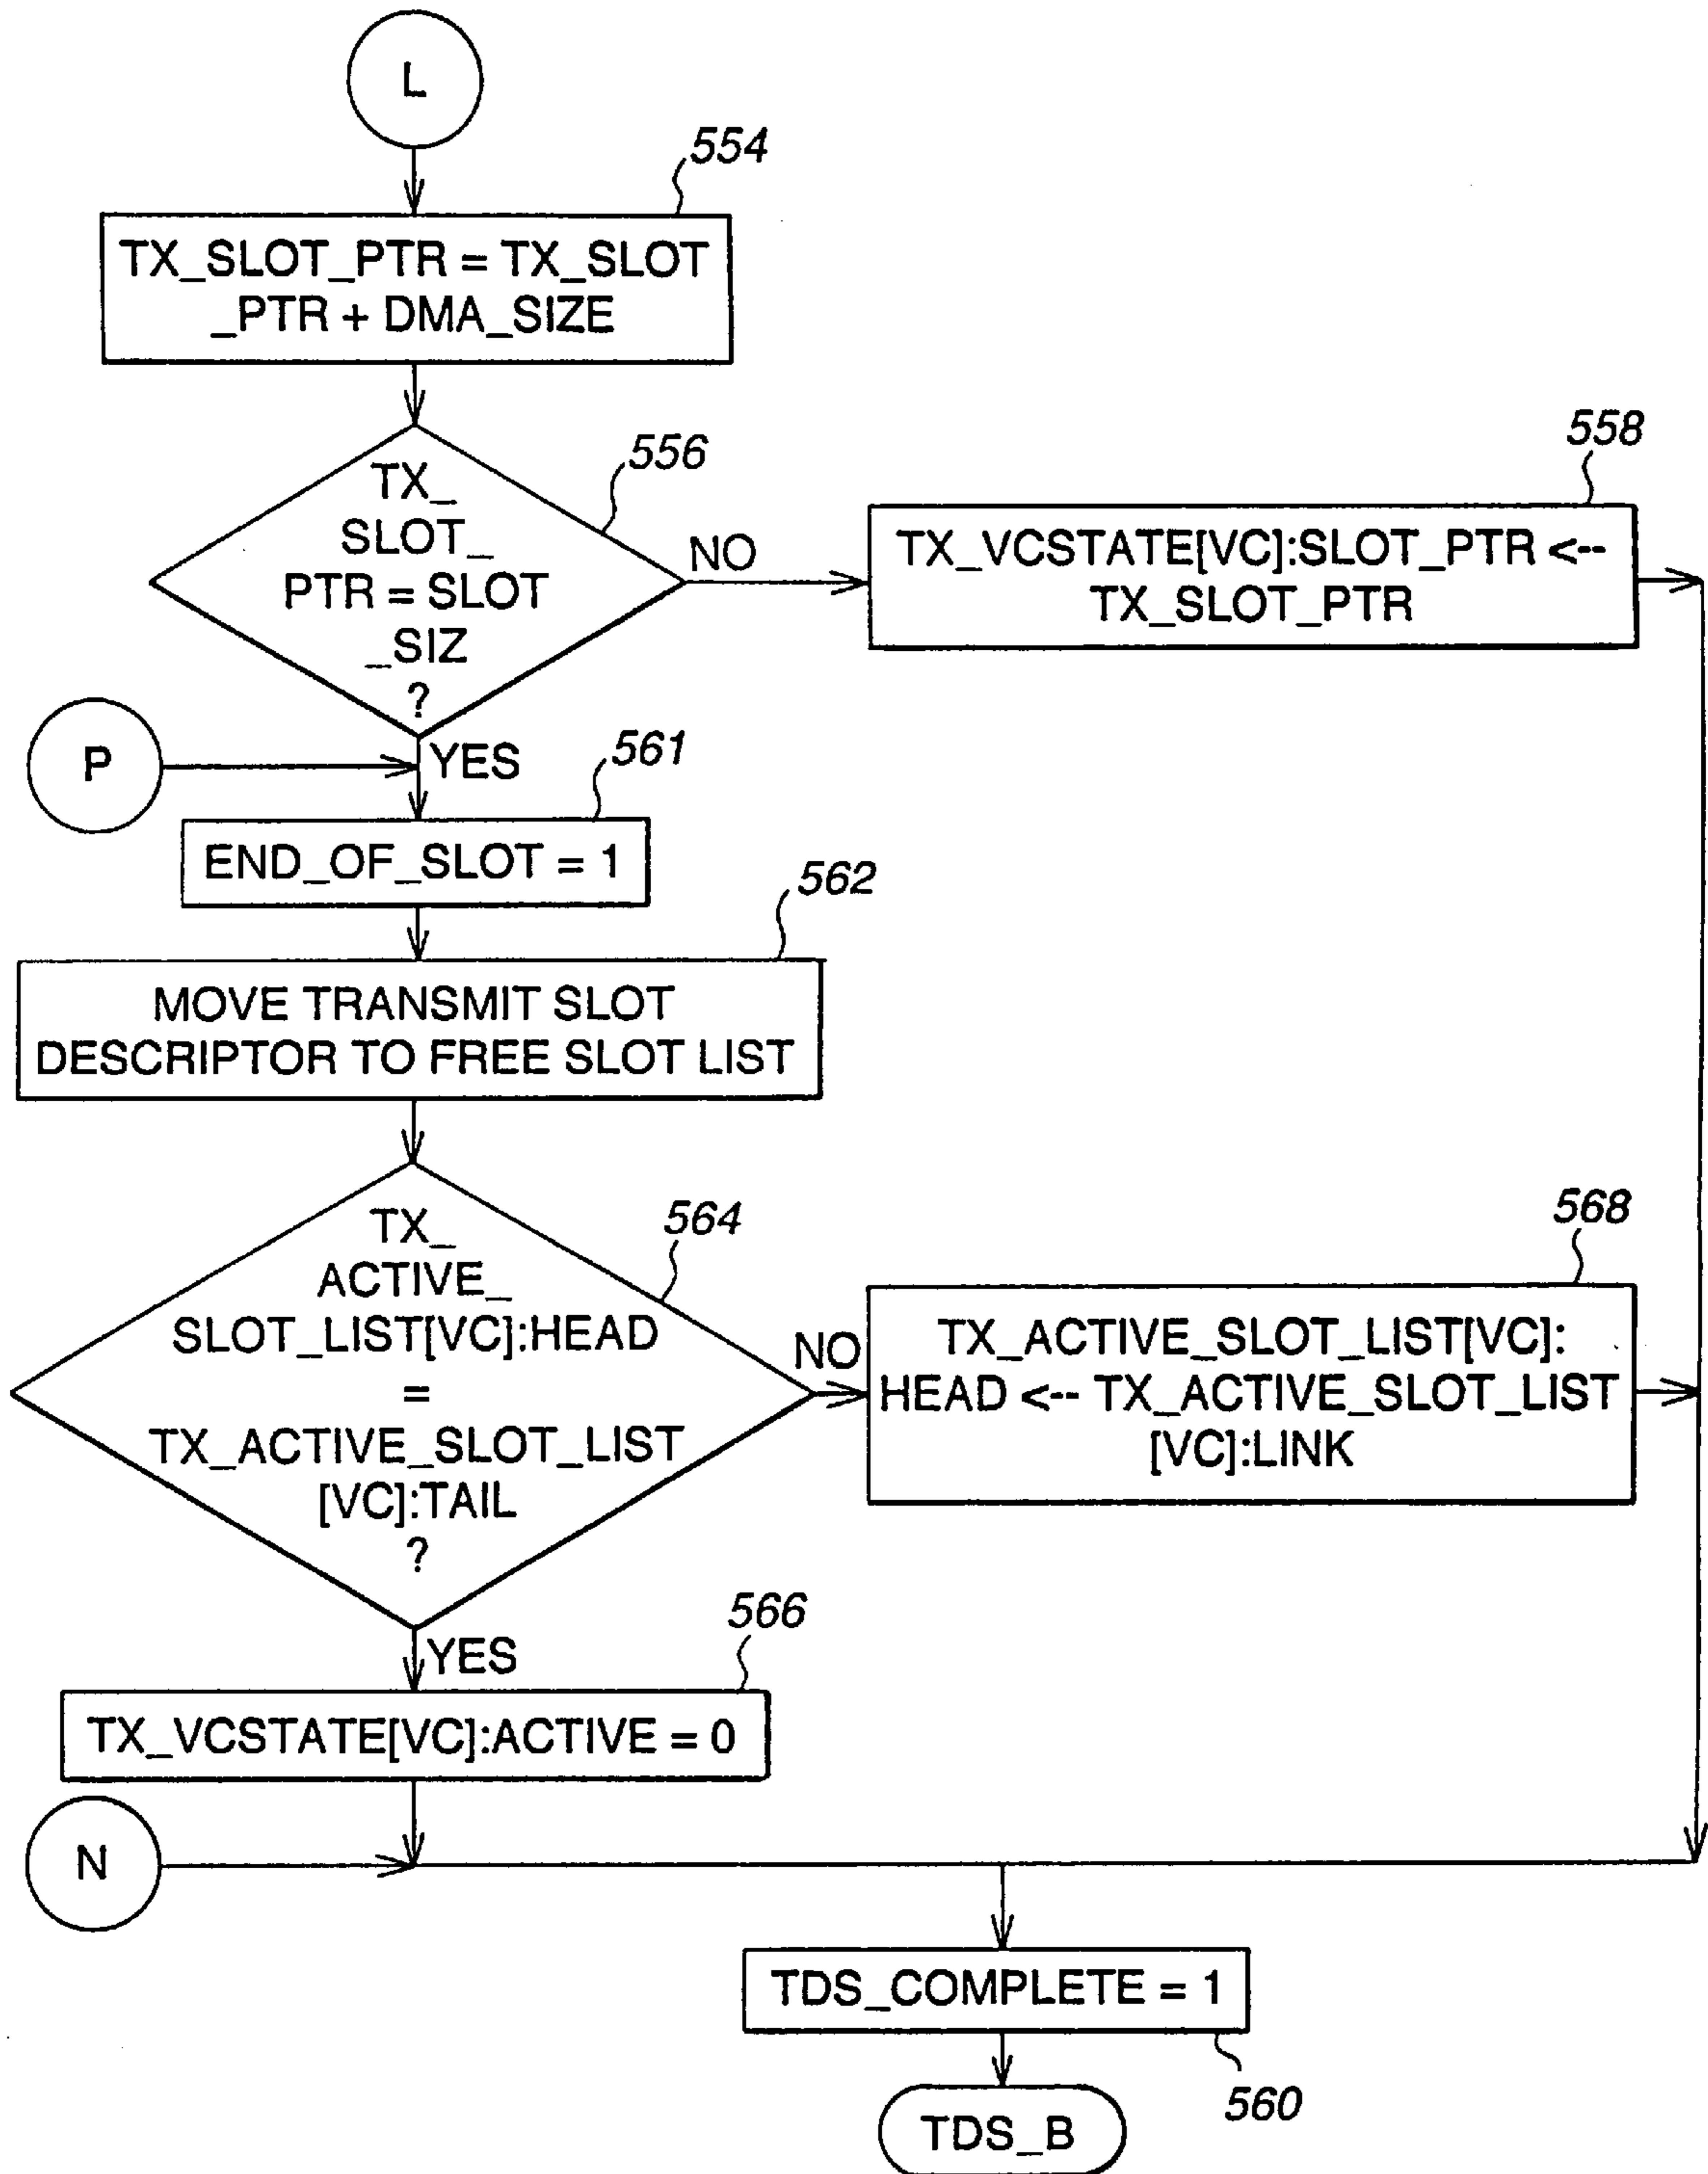 L
554
TX_SLOT_PTR = TX_SLOT
_PTR + DMA_SIZE
556
TX_
SLOT_
PTR = SLOT
_SIZ
?
NO
558
TX_VCSTATE[VC]:SLOT_PTR <--
TX_SLOT_PTR
P
YES
561
END_OF_SLOT = 1
562
MOVE TRANSMIT SLOT
DESCRIPTOR TO FREE SLOT LIST
564
TX_
ACTIVE_
SLOT_LIST[VC]:HEAD
=
TX_ACTIVE_SLOT_LIST
[VC]:TAIL
?
NO
568
TX_ACTIVE_SLOT_LIST[VC]:
HEAD <-- TX_ACTIVE_SLOT_LIST
[VC]:LINK
YES
566
TX_VCSTATE[VC]:ACTIVE = 0
N
TDS_COMPLETE = 1
560
TDS_B